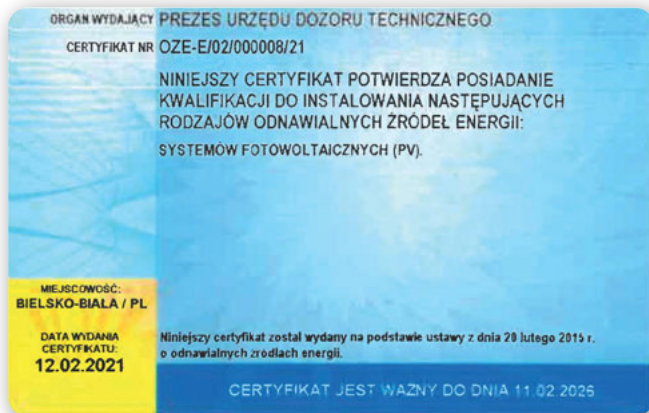 ORGAN WYDAJĄCY PREZES URZĘDU DOZORU TECHNICZNEGO
CERTYFIKAT NR OZE-E/02/000008/21
NINIEJSZY CERTYFIKAT POTWIERDZA POSIADANIE
KWALIFIKACJI DO INSTALOWANIA NASTĘPUJĄCYCH
RODZAJÓW ODNAWIALNYCH ŹRÓDEŁ ENERGII:
SYSTEMÓW FOTOWOLTAICZNYCH (PV).
MIEJSCOWOŚĆ:
BIELSKO-BIAŁA / PL
DATA WYDANIA
CERTYFIKATU:
12.02.2021
Niniejszy certyfikat został wydany na podstawie ustawy z dnia 20 lutego 2015 r.
o odnawialnych źródłach energii.
CERTYFIKAT JEST WAŻNY DO DNIA 11.02.2026